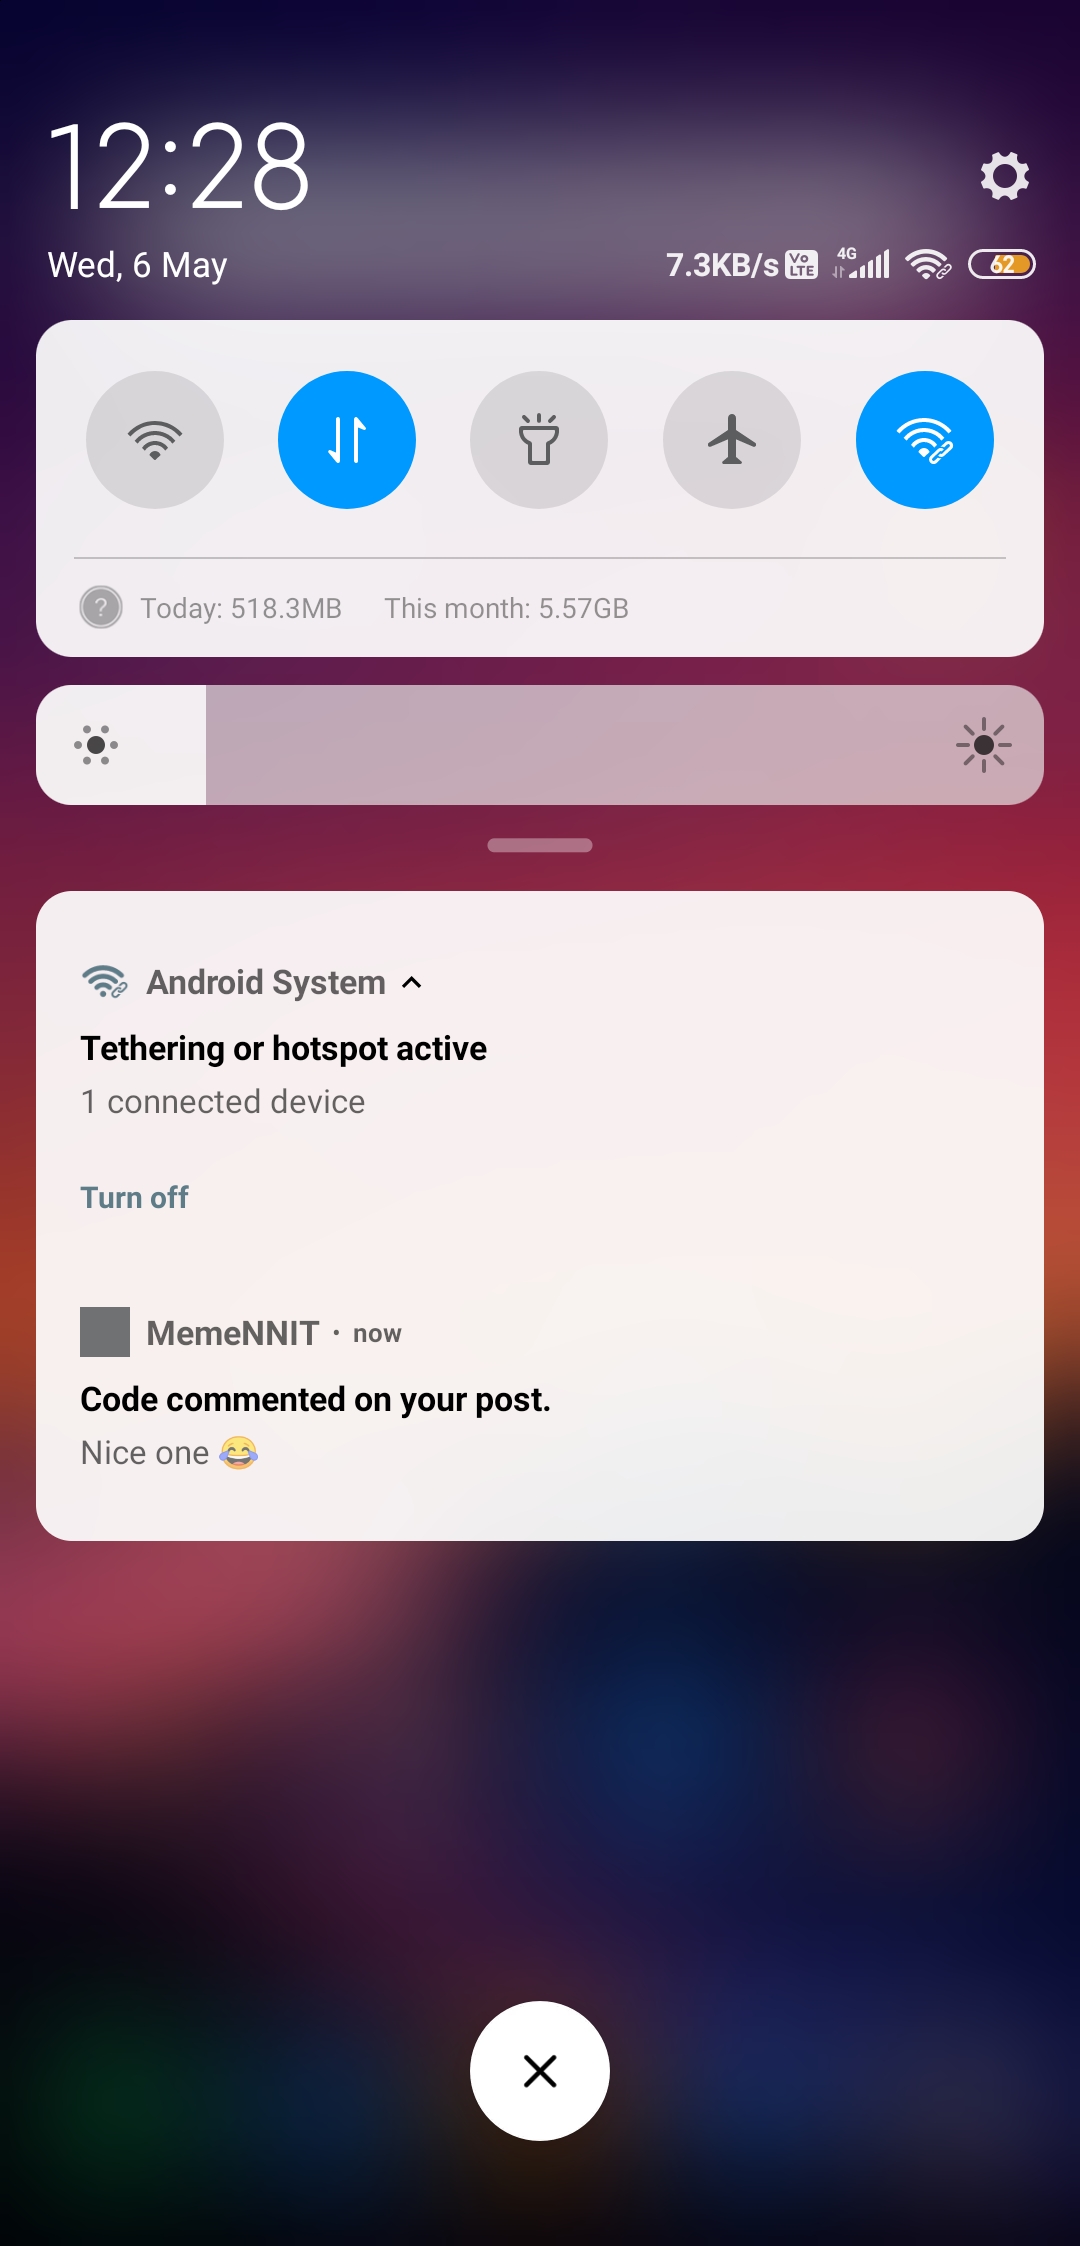 12:28
Wed, 6 May
7.3KB/s Vo LTE 4G 62
? Today: 518.3MB This month: 5.57GB
Android System
Tethering or hotspot active
1 connected device
Turn off
MemeNNIT · now
Code commented on your post.
Nice one 😂